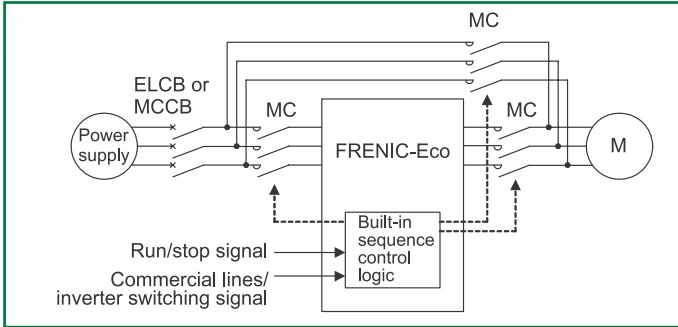 MC
ELCB or
MCCB
MC
MC
Power
supply
FRENIC-Eco
M
Built-in
sequence
control
logic
Run/stop signal
Commercial lines/
inverter switching signal